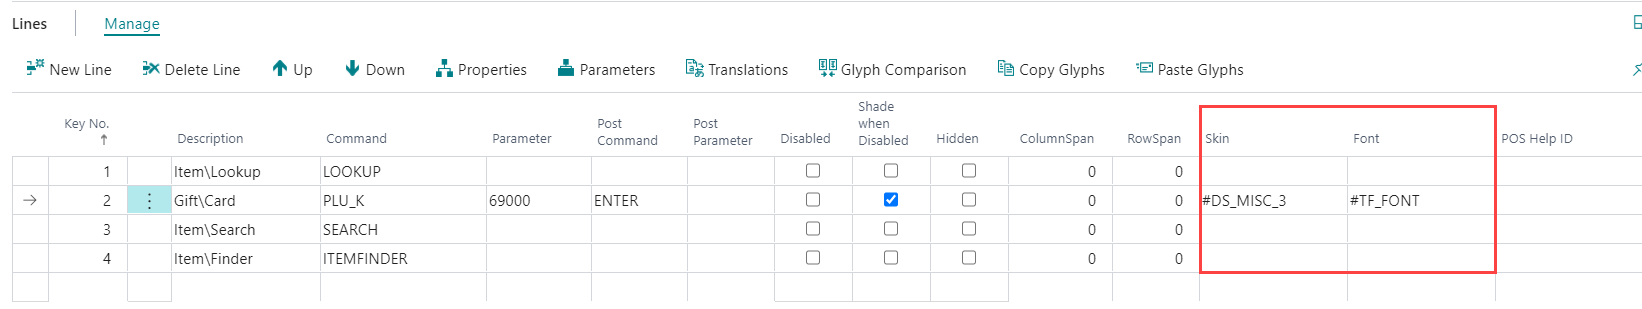 Lines Manage
New Line Delete Line Up Down Properties Parameters Translations Glyph Comparison Copy Glyphs Paste Glyphs
Key No. Description Command Parameter Post Command Post Parameter Disabled Shade when Disabled Hidden ColumnSpan RowSpan Skin Font POS Help ID
1 Item\Lookup LOOKUP 0 0
2 Gift\Card PLU_K 69000 ENTER 0 0 #DS_MISC_3 #TF_FONT
3 Item\Search SEARCH 0 0
4 Item\Finder ITEMFINDER 0 0